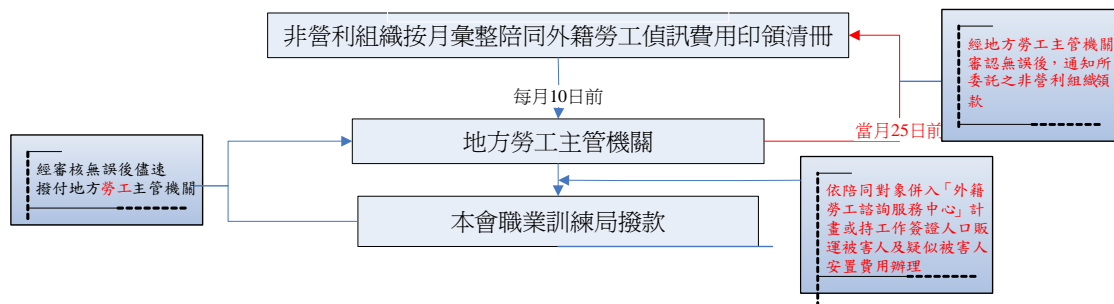 非營利組織按月彙整陪同外籍勞工偵訊費用印領清冊
經地方勞工主管機關
審認無誤後，通知所
委託之非營利組織領
款
每月10日前
當月25日前
地方勞工主管機關
經審核無誤後儘速
撥付地方勞工主管機關
依陪同對象併入「外籍
勞工諮詢服務中心」計
畫或持工作簽證人口販
運被害人及疑似被害人
安置費用辦理
本會職業訓練局撥款